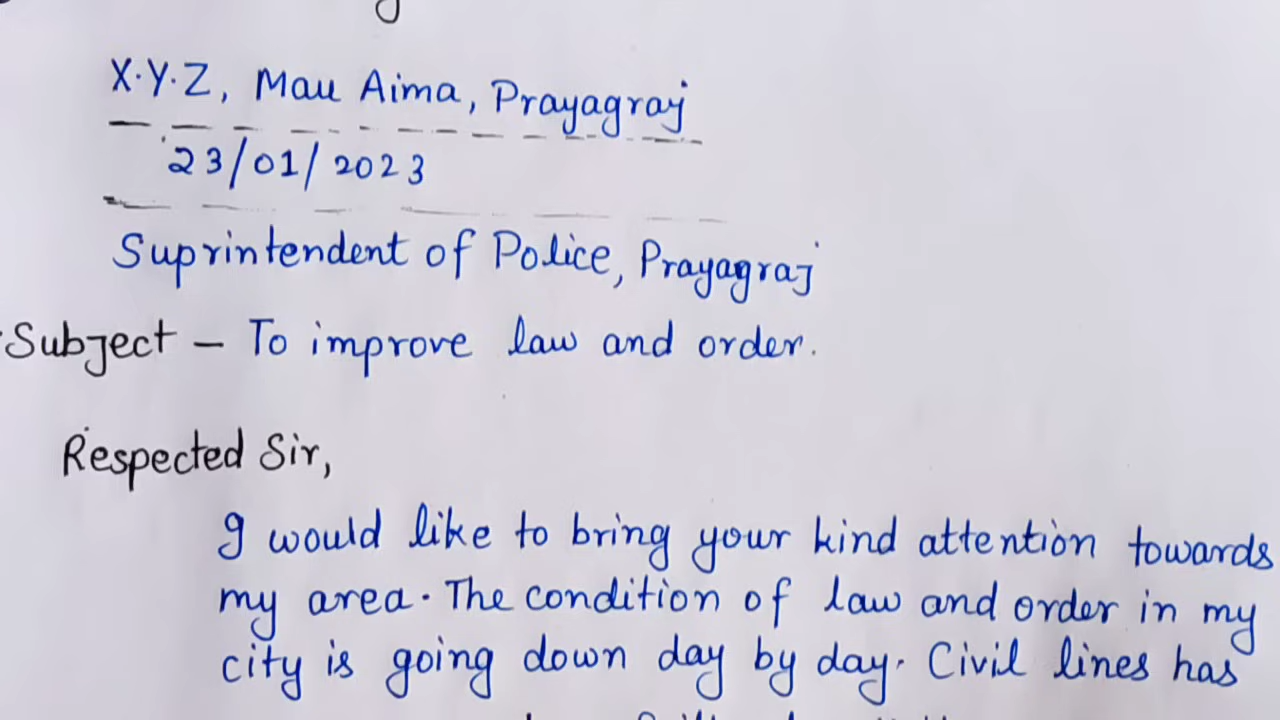 X.Y.Z, Mau Aima, Prayagraj
23/01/2023
Suprintendent of Police, Prayagraj
Subject - To improve law and order.
Respected Sir,
I would like to bring your kind attention towards
my area. The condition of law and order in my
city is going down day by day. Civil lines has